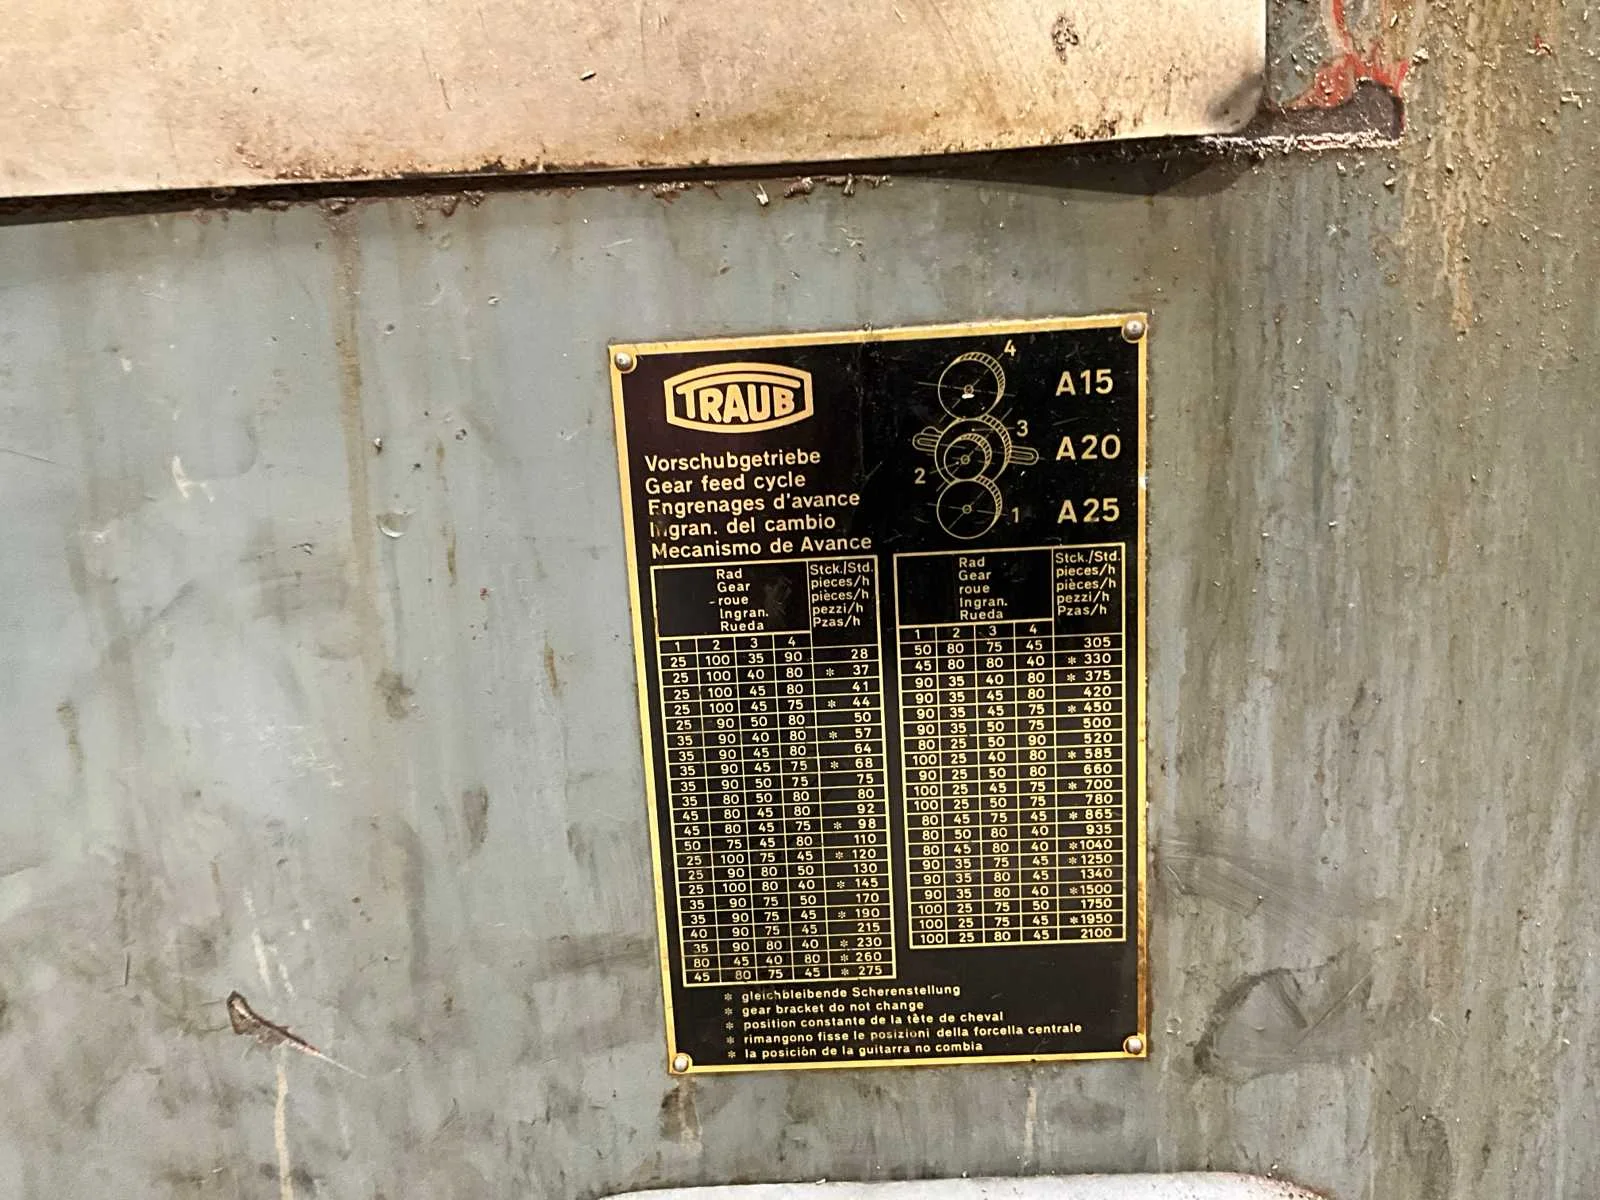 TRAUB
4
3
2
1
A15
A20
A25
Vorschubgetriebe
Gear feed cycle
Engrenages d'avance
Ingran. del cambio
Mecanismo de Avance
Rad
Gear
roue
Ingran.
Rueda
Stck./Std.
pieces/h
pièces/h
pezzi/h
Pzas/h
1 2 3 4
25 100 35 90 28
25 100 40 80 * 37
25 100 45 80 41
25 100 45 75 * 44
25 90 50 80 50
35 90 40 80 * 57
35 90 45 80 64
35 90 45 75 * 68
35 90 50 75 75
35 80 50 80 80
45 80 45 80 92
45 80 45 75 * 98
50 75 45 80 110
25 100 75 45 * 120
25 90 80 50 130
25 100 80 40 * 145
35 90 75 50 170
35 90 75 45 * 190
40 90 75 45 215
35 90 80 40 * 230
80 45 40 80 * 260
45 80 75 45 * 275
Rad
Gear
roue
Ingran.
Rueda
Stck./Std.
pieces/h
pièces/h
pezzi/h
Pzas/h
1 2 3 4
50 80 75 45 305
45 80 80 40 * 330
90 35 40 80 * 375
90 35 45 80 420
90 35 45 75 * 450
90 35 50 75 500
80 25 50 90 520
100 25 40 80 * 585
90 25 50 80 660
100 25 45 75 * 700
100 25 50 75 780
80 45 75 45 * 865
80 50 80 40 935
80 45 80 40 * 1040
90 35 75 45 * 1250
90 35 80 45 1340
90 35 80 40 * 1500
100 25 75 50 1750
100 25 75 45 * 1950
100 25 80 45 2100
* gleichbleibende Scherenstellung
* gear bracket do not change
* position constante de la tète de cheval
* rimangono fisse le posizioni della forcella centrale
* la posición de la guitarra no combia